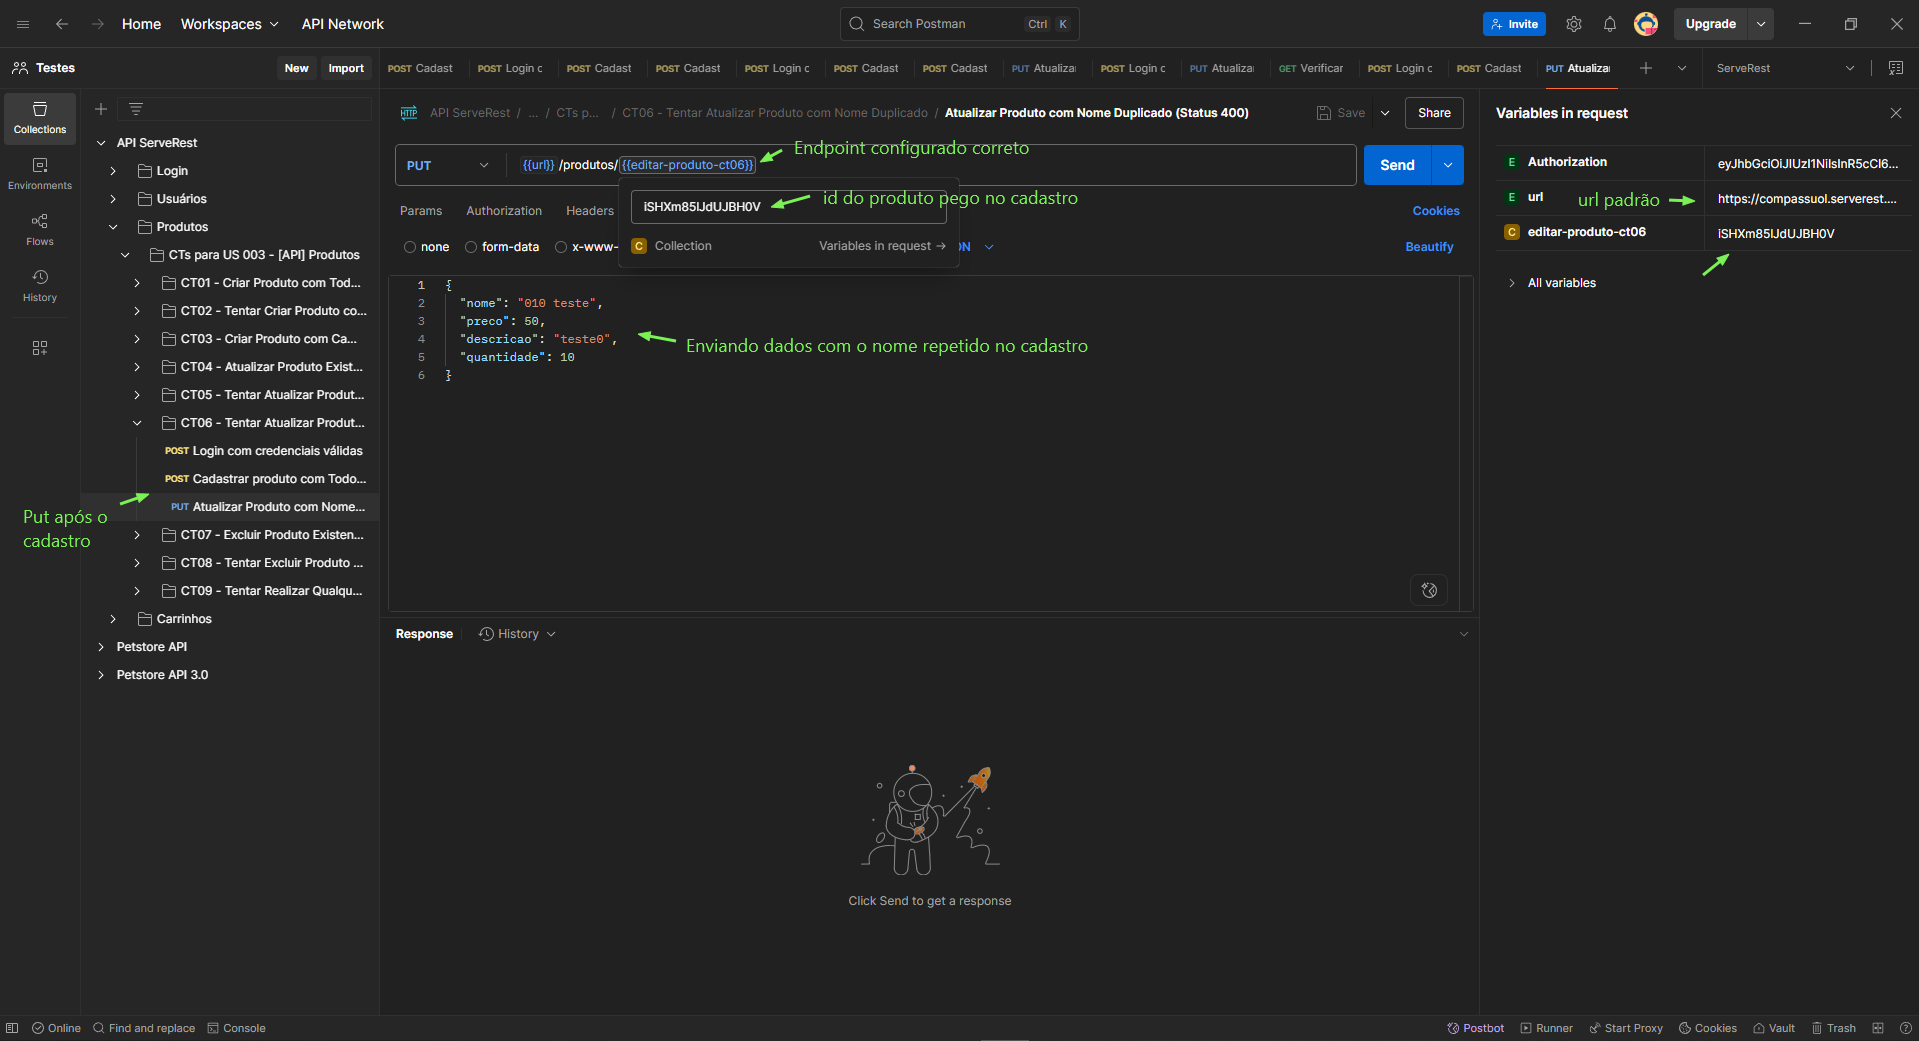 Home Workspaces API Network
Search Postman Ctrl K
Invite Upgrade
Testes New Import
POST Cadast POST Login c POST Cadast POST Cadast POST Login c POST Cadast POST Cadast PUT Atualiza POST Login c PUT Atualiza GET Verificar POST Login c POST Cadast PUT Atualiza
ServeRest
Collections
Environments
Flows
History
API ServeRest
Login
Usuários
Produtos
CTs para US 003 - [API] Produtos
CT01 - Criar Produto com Tod...
CT02 - Tentar Criar Produto co...
CT03 - Criar Produto com Ca...
CT04 - Atualizar Produto Exist...
CT05 - Tentar Atualizar Produt...
CT06 - Tentar Atualizar Produt...
POST Login com credenciais válidas
POST Cadastrar produto com Todo...
PUT Atualizar Produto com Nome...
CT07 - Excluir Produto Existen...
CT08 - Tentar Excluir Produto ...
CT09 - Tentar Realizar Qualqu...
Carrinhos
Petstore API
Petstore API 3.0
Put após o
cadastro
HTTP API ServeRest / ... / CTs p... / CT06 - Tentar Atualizar Produto com Nome Duplicado / Atualizar Produto com Nome Duplicado (Status 400)
Save Share
Endpoint configurado correto
PUT {{url}} /produtos/ {{editar-produto-ct06}} Send
iSHXm85lJdUJBH0V
id do produto pego no cadastro
C Collection Variables in request →
Params Authorization Headers Cookies
none form-data x-www- ON Beautify
1 {
2 "nome": "010 teste",
3 "preco": 50,
4 "descricao": "teste0",
5 "quantidade": 10
6 }
Enviando dados com o nome repetido no cadastro
Response History
Click Send to get a response
Variables in request
E Authorization eyJhbGciOiJIUzI1NiIsInR5cCI6...
E url url padrão https://compassuol.serverest....
C editar-produto-ct06 iSHXm85lJdUJBH0V
All variables
Online Find and replace Console
Postbot Runner Start Proxy Cookies Vault Trash